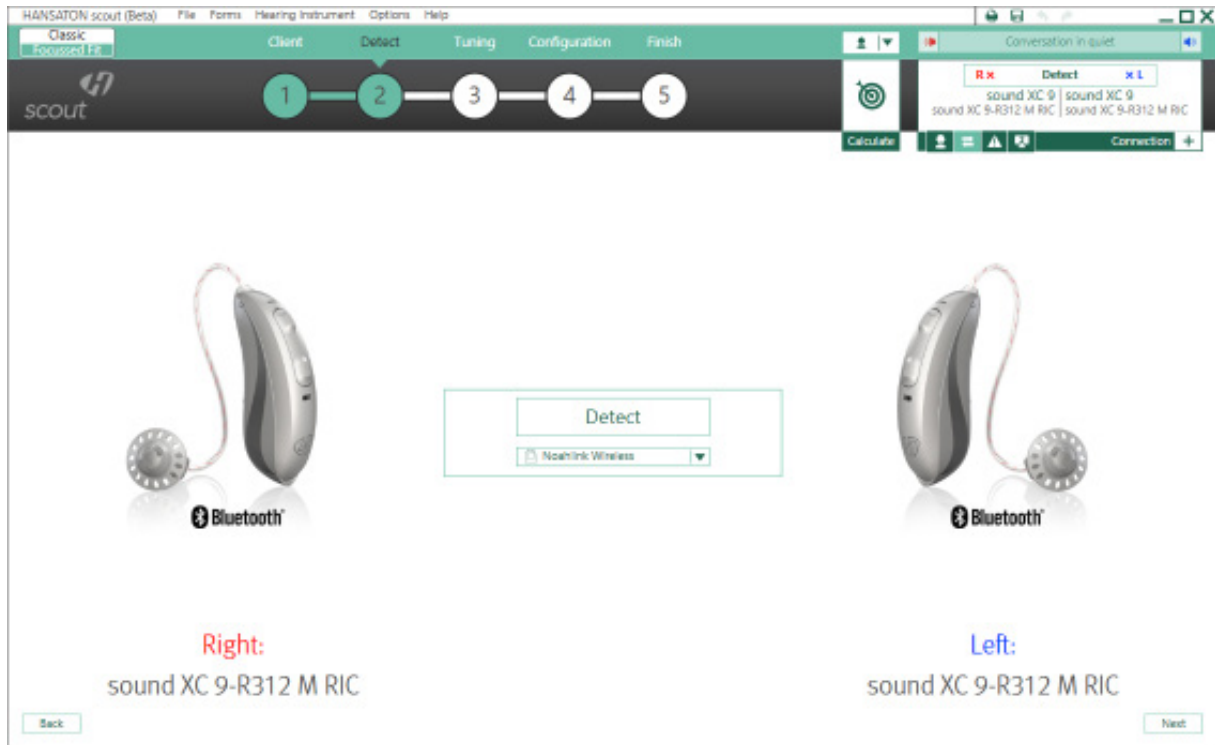 HANSATON scout (Beta) File Forms Hearing Instrument Options Help
Classic
Focussed Fit
Client Detect Tuning Configuration Finish
Conversation in quiet
scout
1 2 3 4 5
R x Detect x L
sound XC 9 sound XC 9
sound XC 9-R312 M RIC sound XC 9-R312 M RIC
Calculate
Connection +
Detect
Noahlink Wireless
Bluetooth
Bluetooth
Right:
Left:
sound XC 9-R312 M RIC
sound XC 9-R312 M RIC
Back
Next